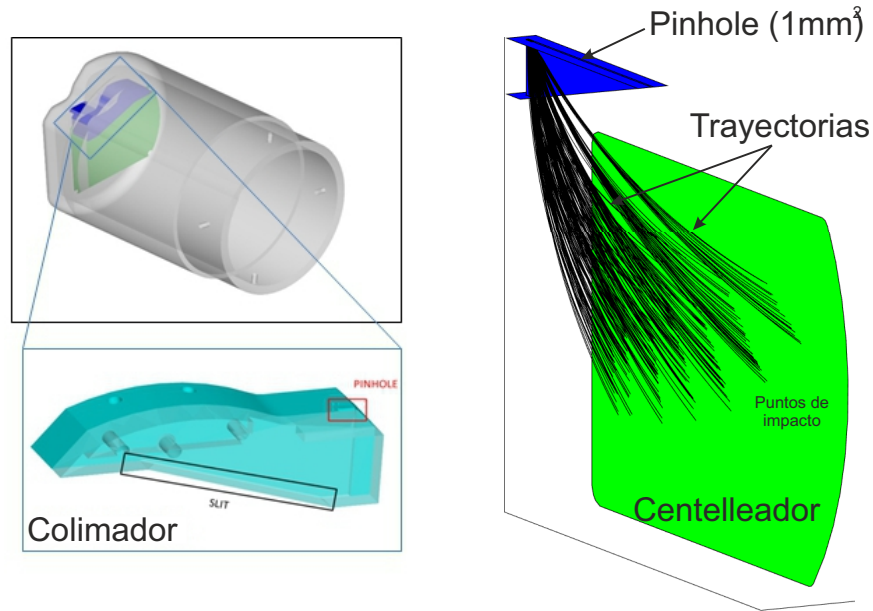 PINHOLE
SLIT
Colimador
Pinhole (1mm²)
Trayectorias
Puntos de
impacto
Centelleador